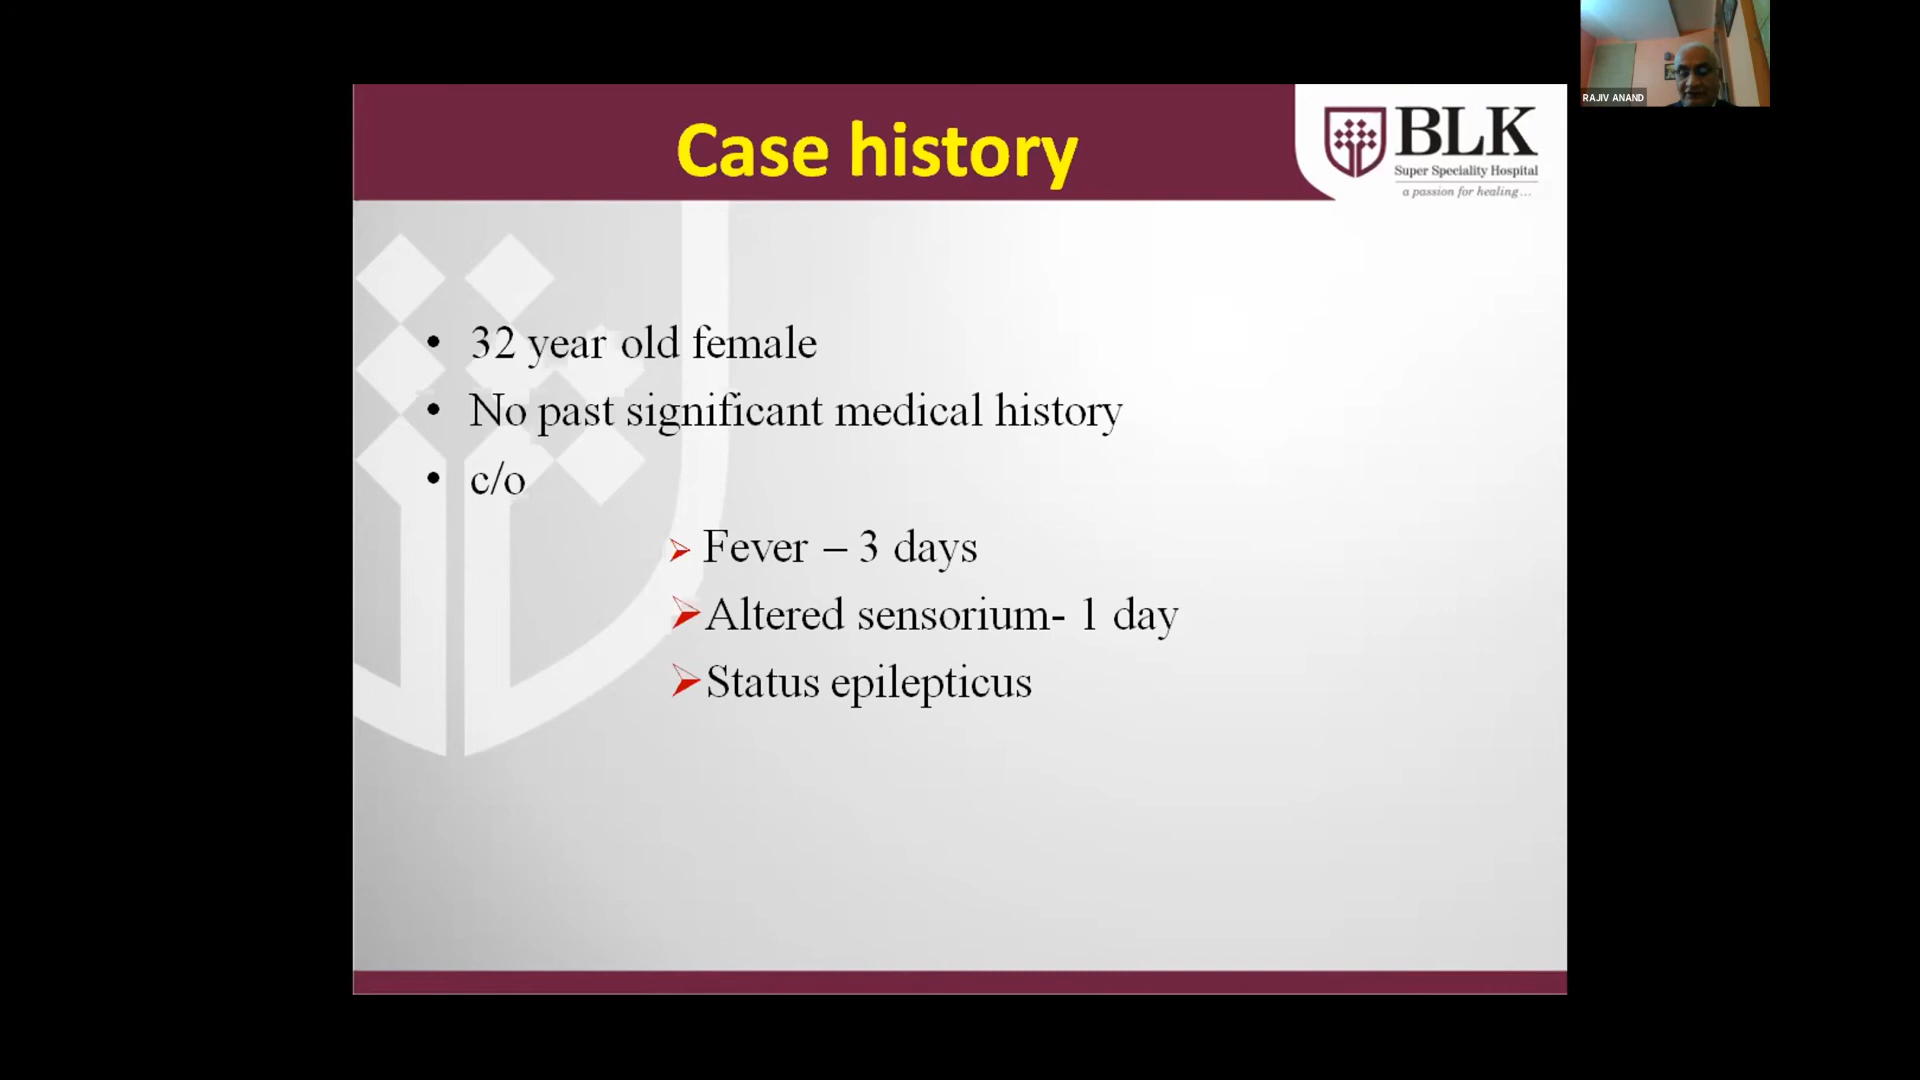 RAJIV ANAND
Case history
BLK
Super Speciality Hospital
a passion for healing...
• 32 year old female
• No past significant medical history
• c/o
➢ Fever – 3 days
➢Altered sensorium- 1 day
➢Status epilepticus